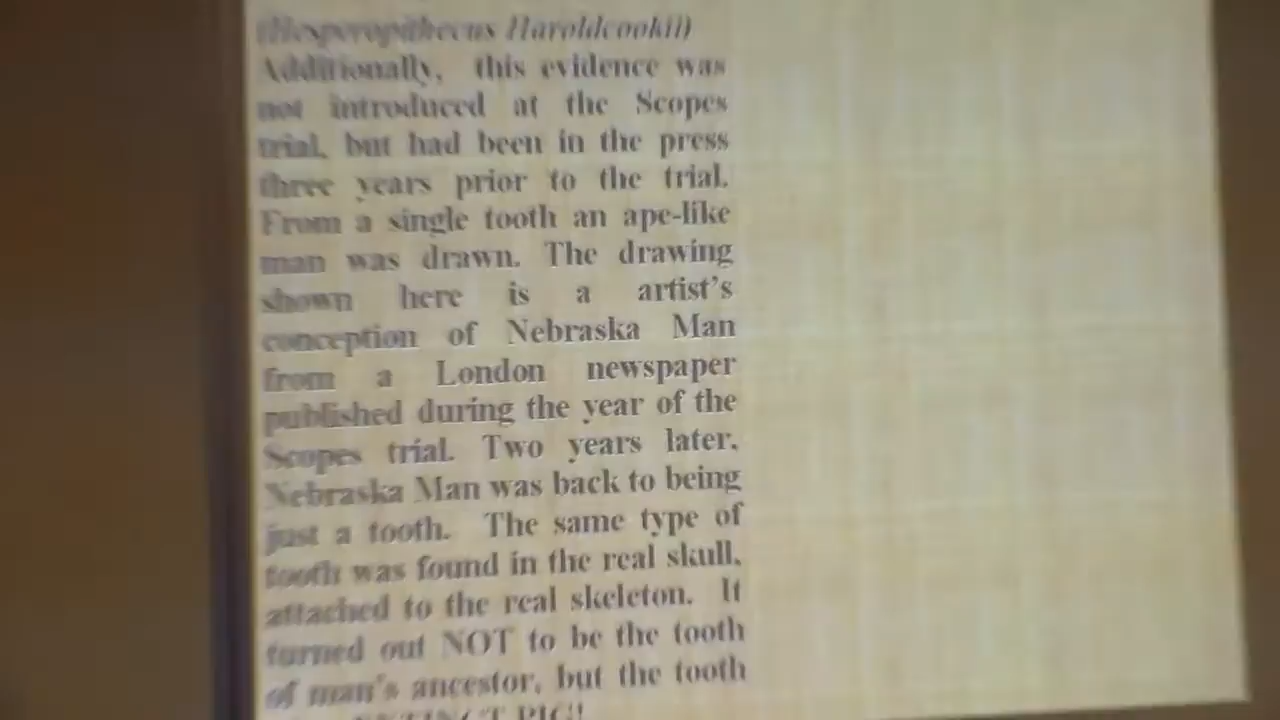 (Hesperopithecus Haroldcookii)
Additionally, this evidence was
not introduced at the Scopes
trial, but had been in the press
three years prior to the trial.
From a single tooth an ape-like
man was drawn. The drawing
shown here is a artist's
conception of Nebraska Man
from a London newspaper
published during the year of the
Scopes trial. Two years later,
Nebraska Man was back to being
just a tooth. The same type of
tooth was found in the real skull,
attached to the real skeleton. It
turned out NOT to be the tooth
of man's ancestor, but the tooth
EXTINCT PIG!